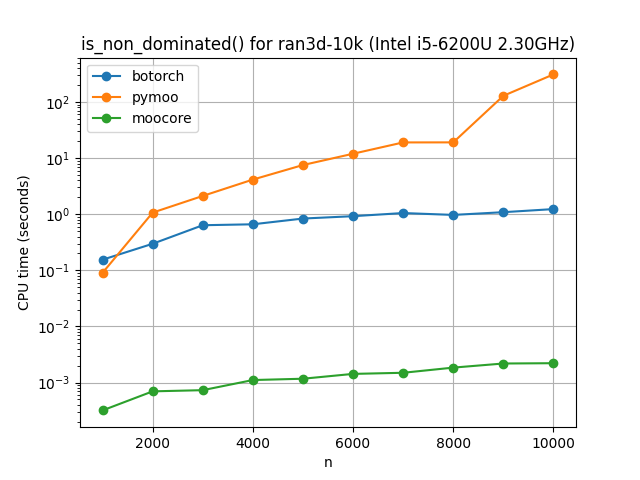 is_non_dominated() for ran3d-10k (Intel i5-6200U 2.30GHz)
botorch
pymoo
moocore
CPU time (seconds)
10²
10¹
10⁰
10⁻¹
10⁻²
10⁻³
2000 4000 6000 8000 10000
n